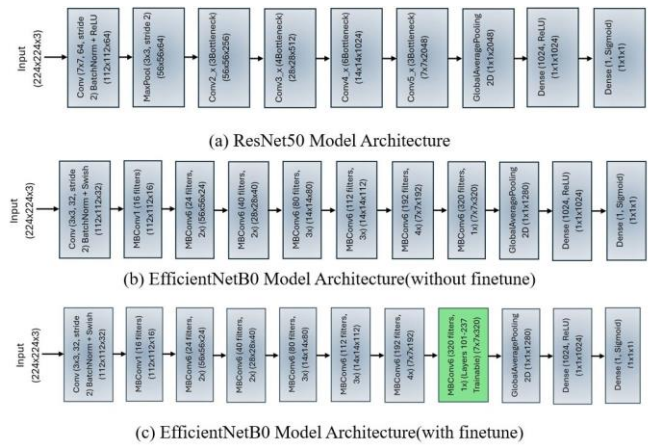 Input
(224x224x3)
Conv (7x7, 64, stride
2) BatchNorm + ReLU
(112x112x64)
MaxPool (3x3, stride 2)
(56x56x64)
Conv2_x (3Bottleneck)
(56x56x256)
Conv3_x (4Bottleneck)
(28x28x512)
Conv4_x (6Bottleneck)
(14x14x1024)
Conv5_x (3Bottleneck)
(7x7x2048)
GlobalAveragePooling
2D (1x1x2048)
Dense (1024, ReLU)
(1x1x1024)
Dense (1, Sigmoid)
(1x1x1)
(a) ResNet50 Model Architecture
Input
(224x224x3)
Conv (3x3, 32, stride
2) BatchNorm + Swish
(112x112x32)
MBConv1 (16 filters)
(112x112x16)
MBConv6 (24 filters,
2x) (56x56x24)
MBConv6 (40 filters,
2x) (28x28x40)
MBConv6 (80 filters,
3x) (14x14x80)
MBConv6 (112 filters,
3x) (14x14x112)
MBConv6 (192 filters,
4x) (7x7x192)
MBConv6 (320 filters,
1x) (7x7x320)
GlobalAveragePooling
2D (1x1x1280)
Dense (1024, ReLU)
(1x1x1024)
Dense (1, Sigmoid)
(1x1x1)
(b) EfficientNetB0 Model Architecture(without finetune)
Input
(224x224x3)
Conv (3x3, 32, stride
2) BatchNorm + Swish
(112x112x32)
MBConv1 (16 filters)
(112x112x16)
MBConv6 (24 filters,
2x) (56x56x24)
MBConv6 (40 filters,
2x) (28x28x40)
MBConv6 (80 filters,
3x) (14x14x80)
MBConv6 (112 filters,
3x) (14x14x112)
MBConv6 (192 filters,
4x) (7x7x192)
MBConv6 (320 filters,
1x) (Layers 101-237
Trainable) (7x7x320)
GlobalAveragePooling
2D (1x1x1280)
Dense (1024, ReLU)
(1x1x1024)
Dense (1, Sigmoid)
(1x1x1)
(c) EfficientNetB0 Model Architecture(with finetune)